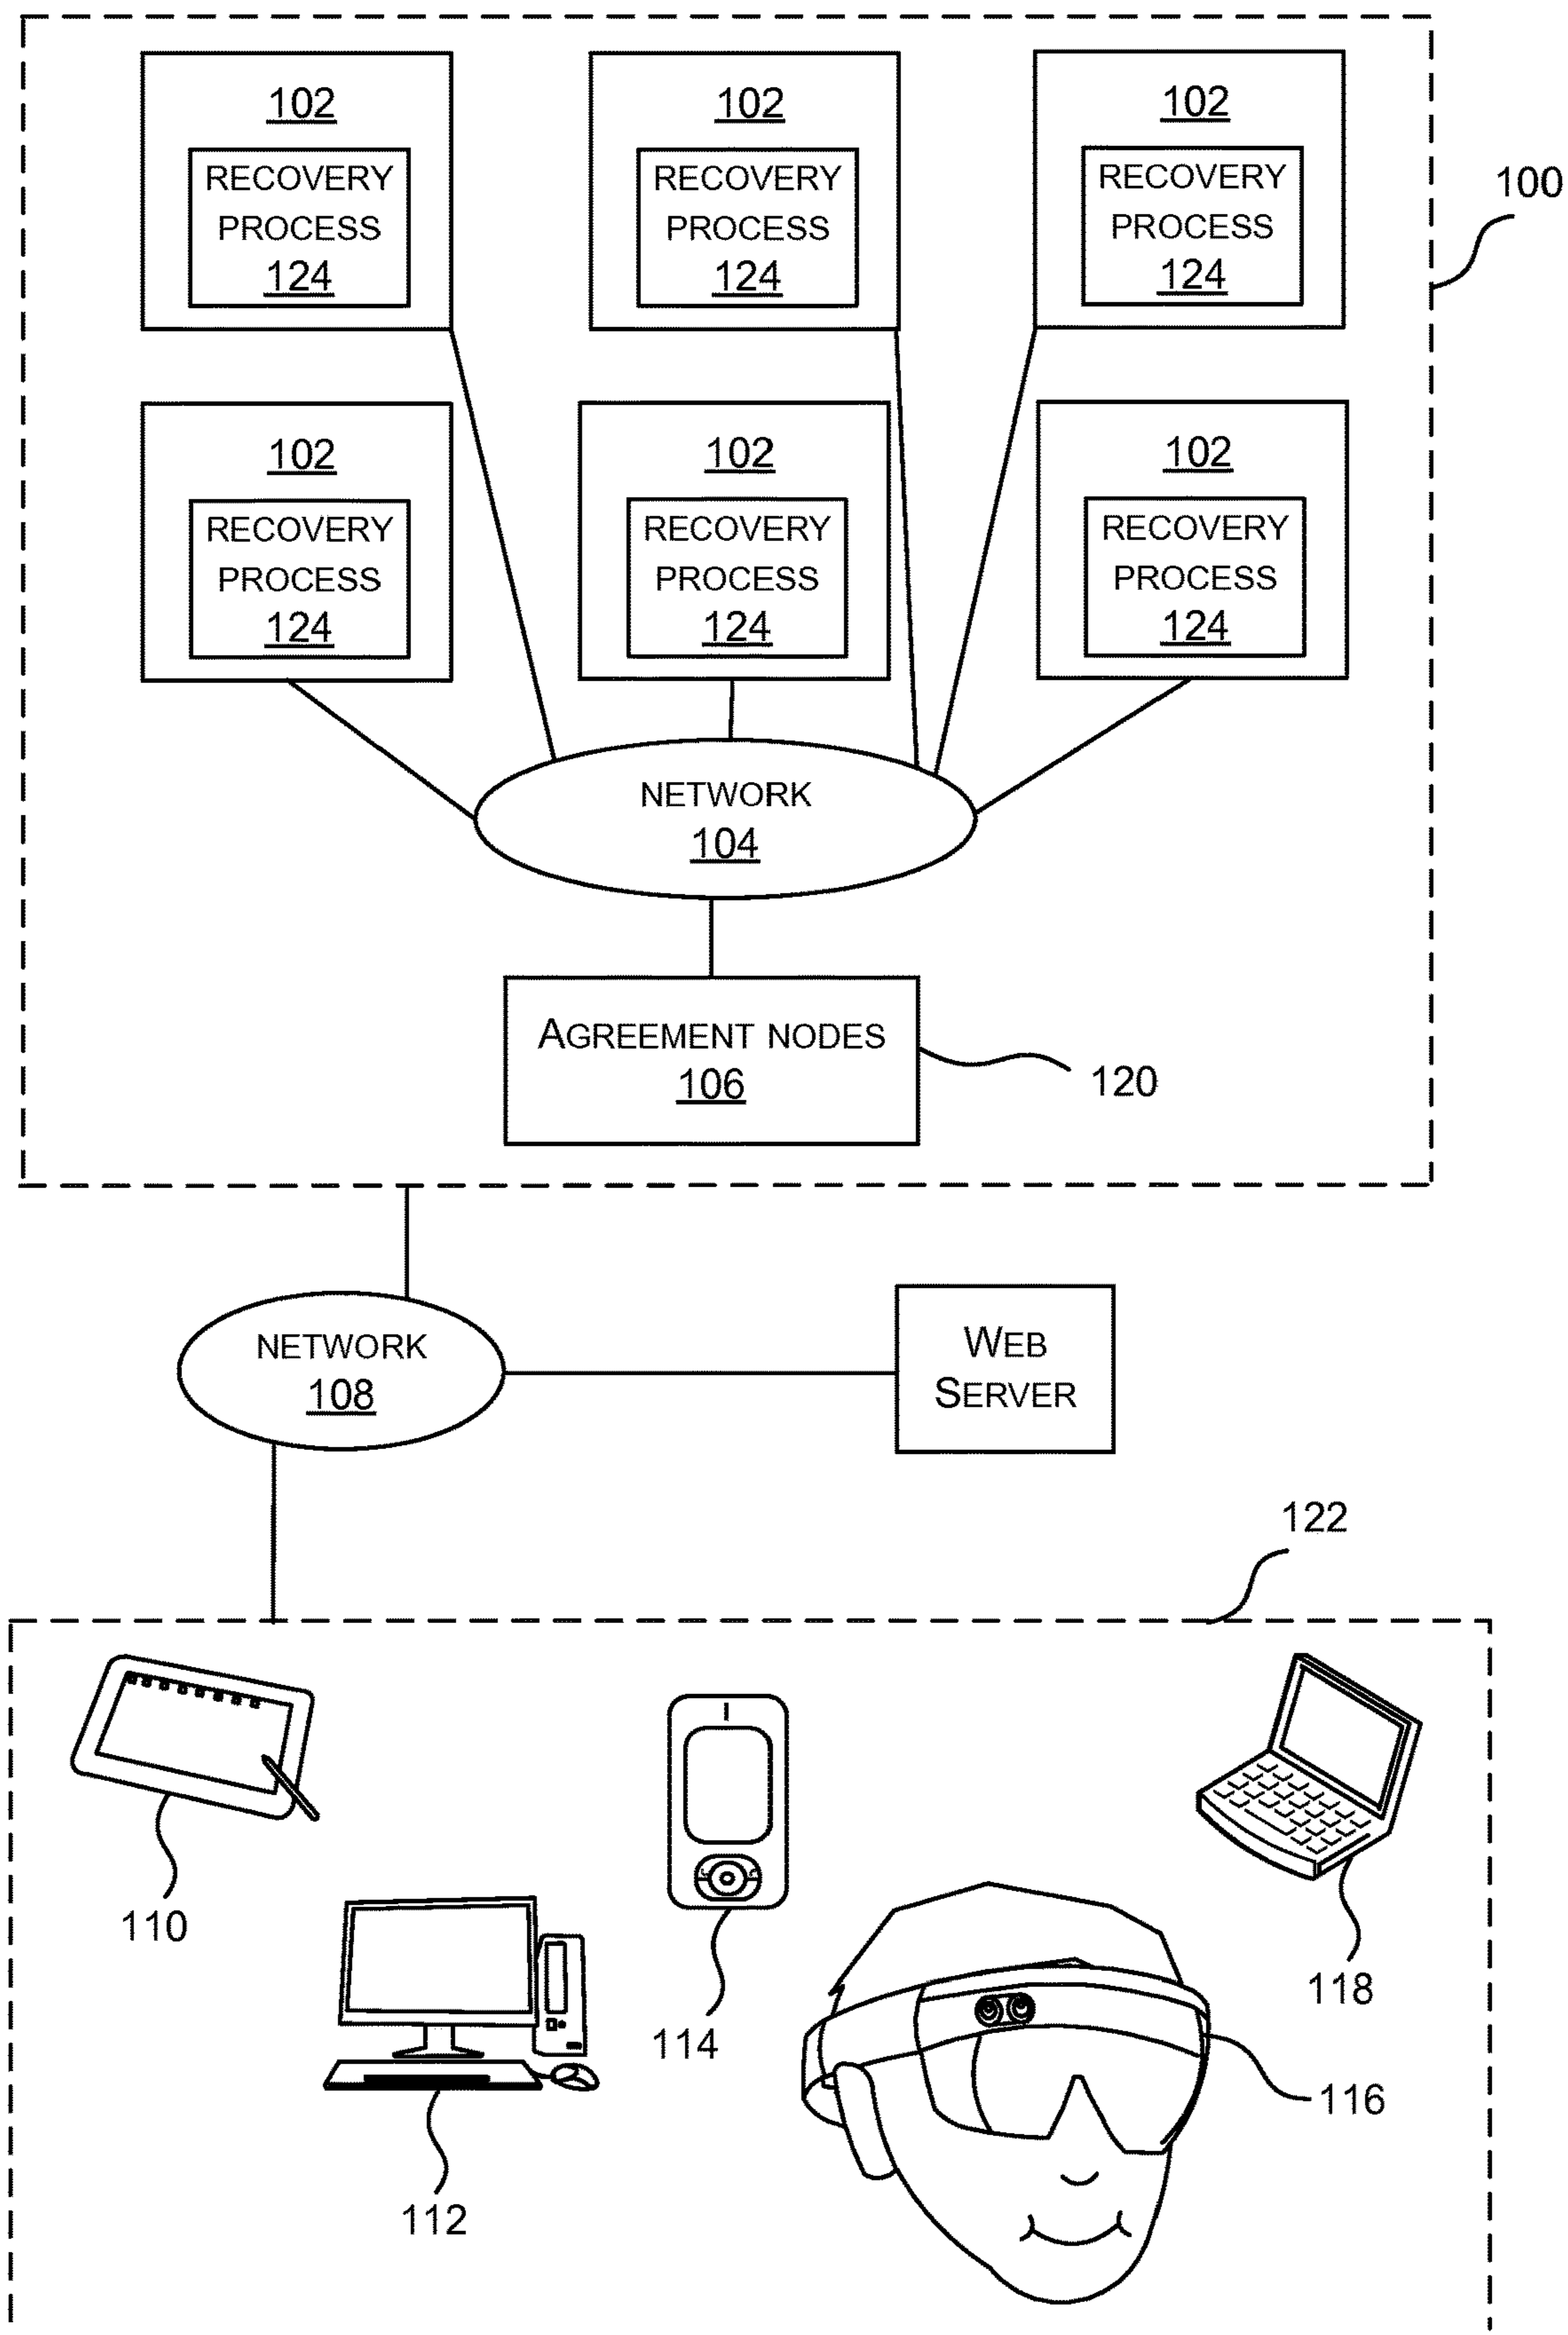 102
RECOVERY
PROCESS
124
102
RECOVERY
PROCESS
124
102
RECOVERY
PROCESS
124
100
102
RECOVERY
PROCESS
124
102
RECOVERY
PROCESS
124
102
RECOVERY
PROCESS
124
NETWORK
104
AGREEMENT NODES
106
120
NETWORK
108
WEB
SERVER
122
110
112
114
116
118